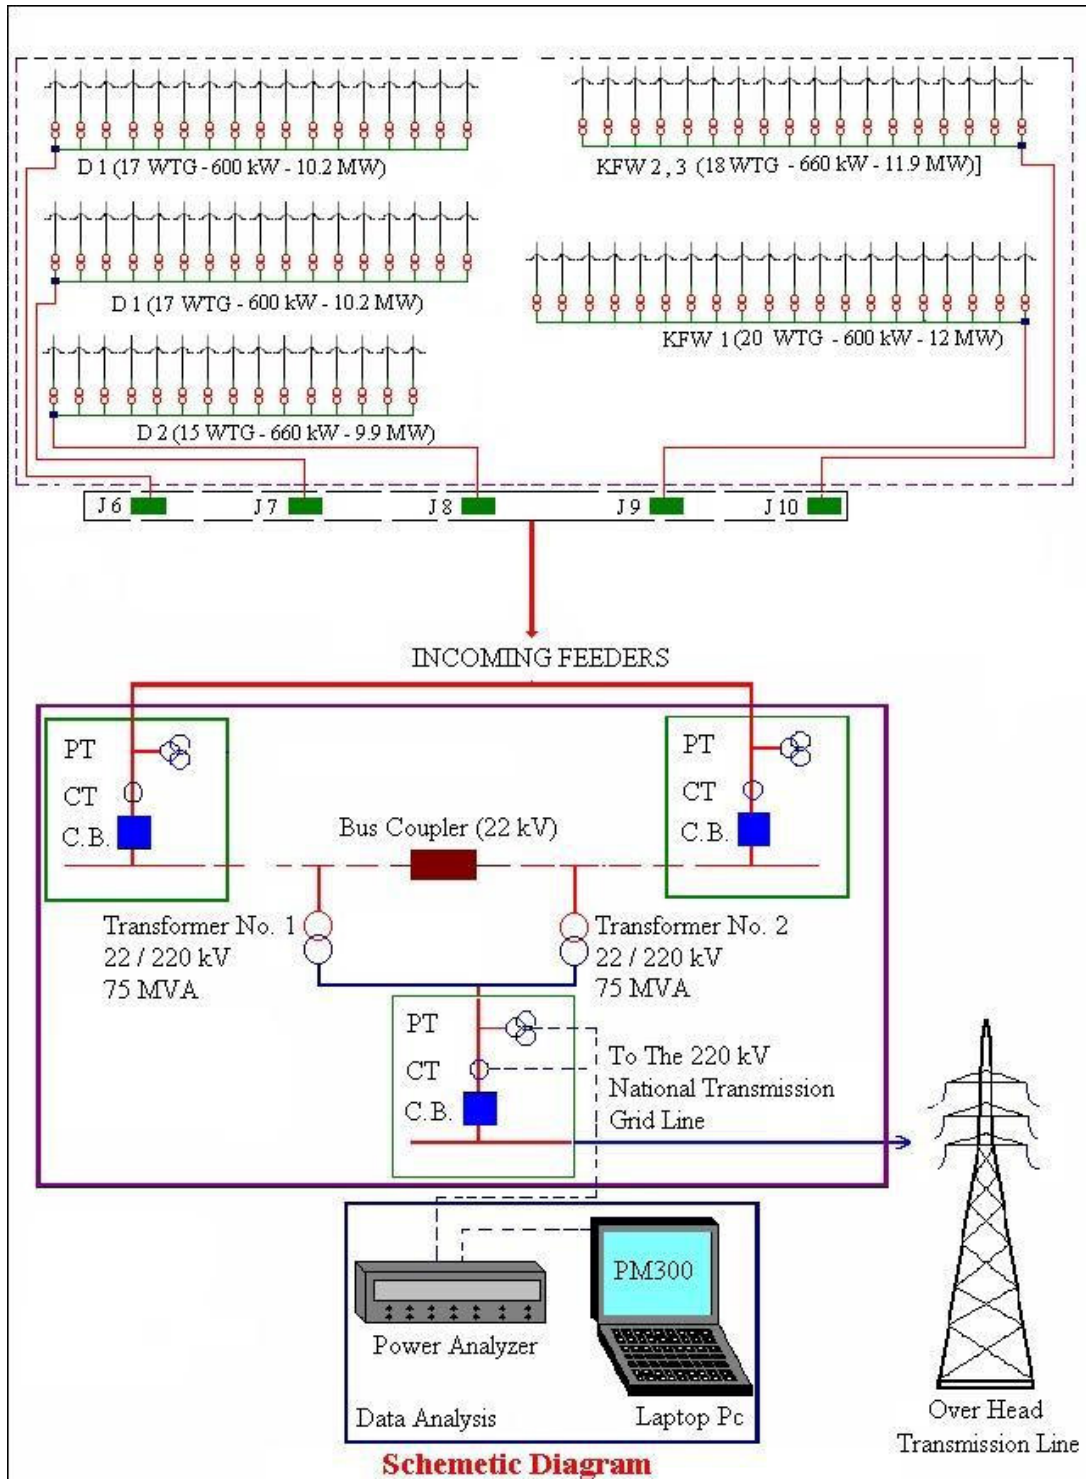 D 1 (17 WTG - 600 kW - 10.2 MW)
KFW 2 , 3 (18 WTG - 660 kW - 11.9 MW)]
D 1 (17 WTG - 600 kW - 10.2 MW)
KFW 1 (20 WTG - 600 kW - 12 MW)
D 2 (15 WTG - 660 kW - 9.9 MW)
J 6
J 7
J 8
J 9
J 10
INCOMING FEEDERS
PT
CT
C.B.
PT
CT
C.B.
Bus Coupler (22 kV)
Transformer No. 1
22 / 220 kV
75 MVA
Transformer No. 2
22 / 220 kV
75 MVA
PT
CT
C.B.
To The 220 kV
National Transmission
Grid Line
PM300
Power Analyzer
Data Analysis
Laptop Pc
Over Head
Transmission Line
Schemetic Diagram